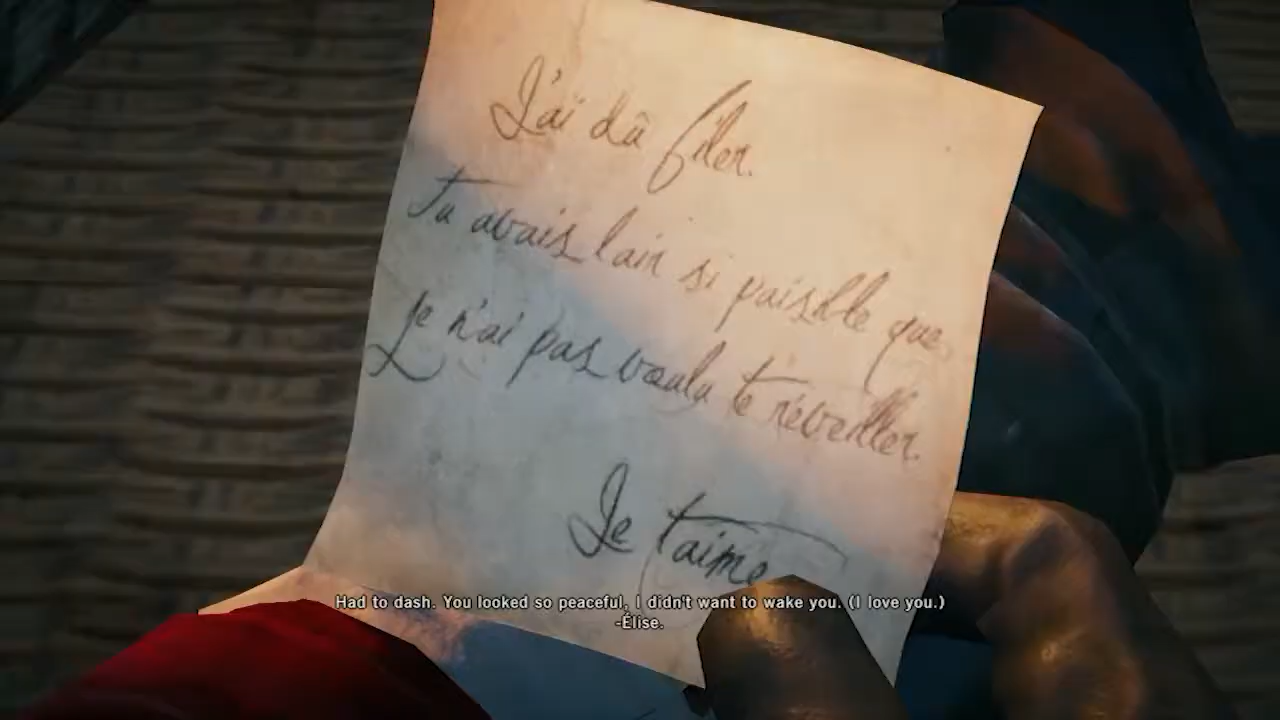 J'ai dû filer.
Tu avais l'air si paisible que
je n'ai pas voulu te réveiller.
Je t'aime
Had to dash. You looked so peaceful, I didn't want to wake you. (I love you.)
-Élise.